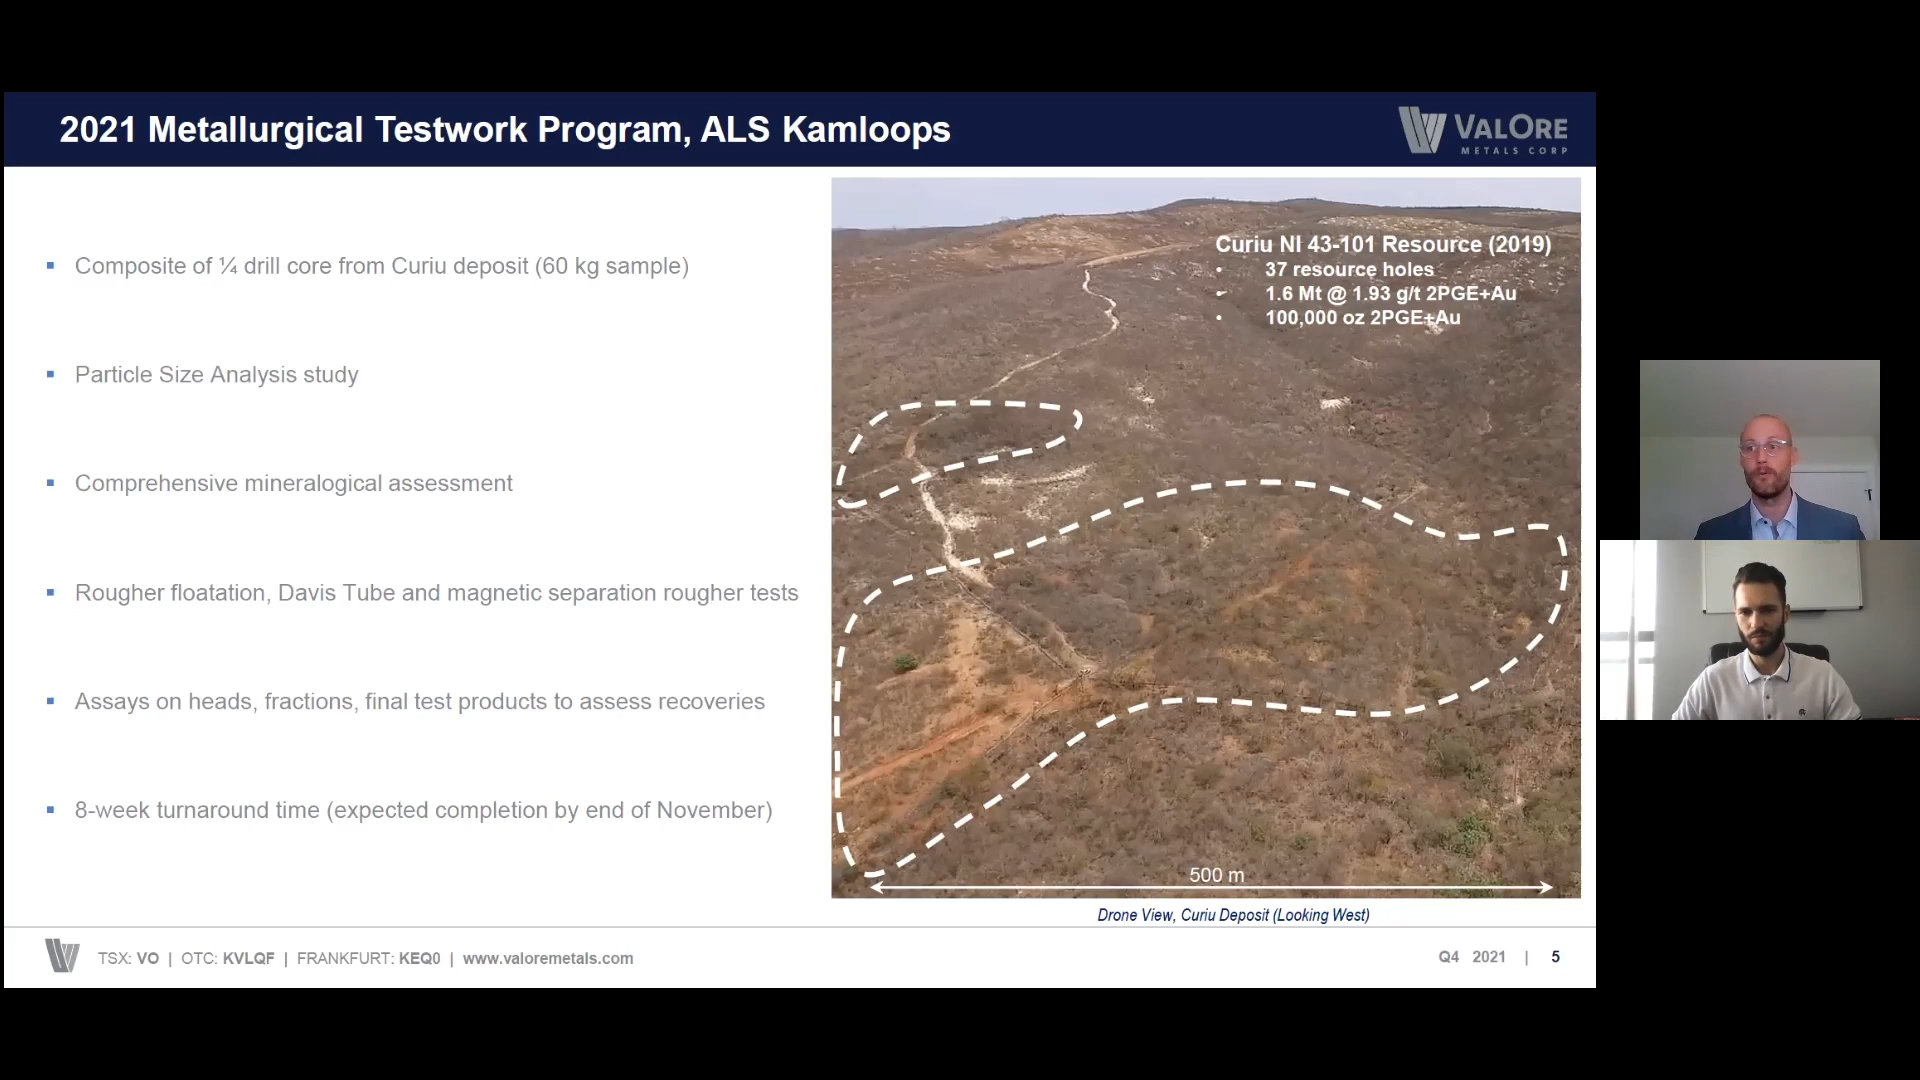 2021 Metallurgical Testwork Program, ALS Kamloops
VALORE
METALS CORP
▪ Composite of ¼ drill core from Curiu deposit (60 kg sample)
▪ Particle Size Analysis study
▪ Comprehensive mineralogical assessment
▪ Rougher floatation, Davis Tube and magnetic separation rougher tests
▪ Assays on heads, fractions, final test products to assess recoveries
▪ 8-week turnaround time (expected completion by end of November)
Curiu NI 43-101 Resource (2019)
• 37 resource holes
• 1.6 Mt @ 1.93 g/t 2PGE+Au
• 100,000 oz 2PGE+Au
500 m
Drone View, Curiu Deposit (Looking West)
TSX: VO | OTC: KVLQF | FRANKFURT: KEQ0 | www.valoremetals.com
Q4 2021 | 5